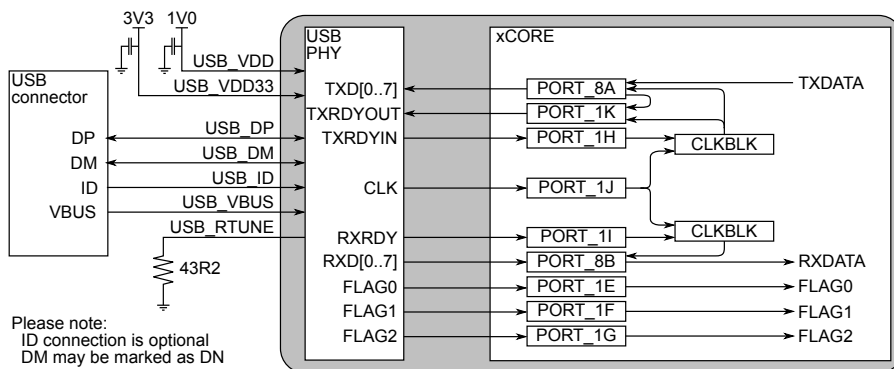 3V3
1V0
USB
PHY
xCORE
USB_VDD
USB_VDD33
USB
connector
TXD[0..7]
PORT_8A
TXDATA
TXRDYOUT
PORT_1K
DP
USB_DP
TXRDYIN
PORT_1H
CLKBLK
DM
USB_DM
ID
USB_ID
CLK
PORT_1J
VBUS
USB_VBUS
USB_RTUNE
RXRDY
PORT_1I
CLKBLK
43R2
RXD[0..7]
PORT_8B
RXDATA
FLAG0
PORT_1E
FLAG0
FLAG1
PORT_1F
FLAG1
FLAG2
PORT_1G
FLAG2
Please note:
ID connection is optional
DM may be marked as DN